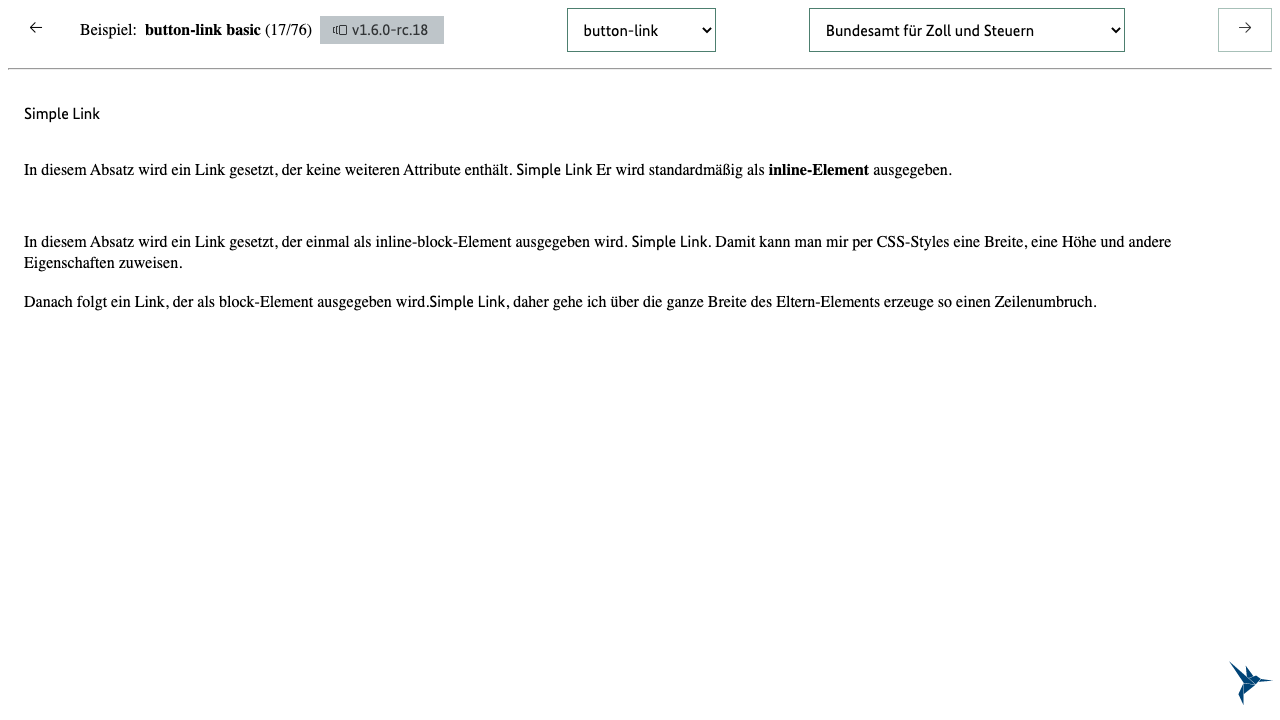 Beispiel: button-link basic (17/76) v1.6.0-rc.18 button-link Bundesamt für Zoll und Steuern
Simple Link
In diesem Absatz wird ein Link gesetzt, der keine weiteren Attribute enthält. Simple Link Er wird standardmäßig als inline-Element ausgegeben.
In diesem Absatz wird ein Link gesetzt, der einmal als inline-block-Element ausgegeben wird. Simple Link. Damit kann man mir per CSS-Styles eine Breite, eine Höhe und andere
Eigenschaften zuweisen.
Danach folgt ein Link, der als block-Element ausgegeben wird.Simple Link, daher gehe ich über die ganze Breite des Eltern-Elements erzeuge so einen Zeilenumbruch.